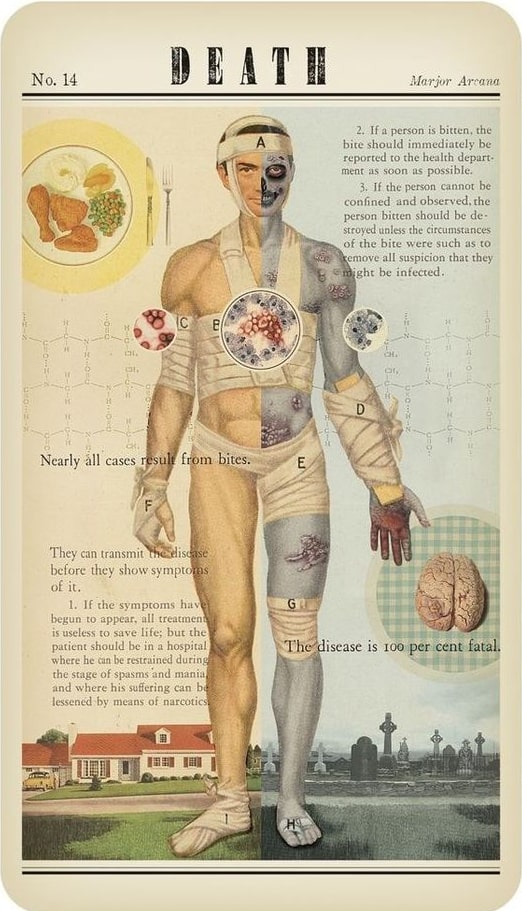 DEATH
No. 14
Marjor Arcana
2. If a person is bitten, the
bite should immediately be
reported to the health depart-
ment as soon as possible.
3. If the person cannot be
confined and observed, the
person bitten should be de-
stroyed unless the circumstances
of the bite were such as to
remove all suspicion that they
might be infected.
A
C
B
D
Nearly all cases result from bites.
E
F
They can transmit the disease
before they show symptoms
of it.
1. If the symptoms have
begun to appear, all treatment
is useless to save life; but the
patient should be in a hospital
where he can be restrained during
the stage of spasms and mania,
and where his suffering can be
lessened by means of narcotics.
G
The disease is 100 per cent fatal.
I
H